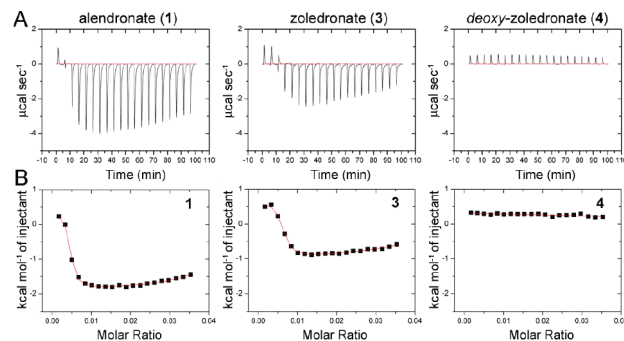 A
alendronate (1)
zoledronate (3)
deoxy-zoledronate (4)
µcal sec⁻¹
2
0
-2
-4
-10 0 10 20 30 40 50 60 70 80 90 100 110
Time (min)
µcal sec⁻¹
2
0
-2
-4
-10 0 10 20 30 40 50 60 70 80 90 100 110
Time (min)
µcal sec⁻¹
2
0
-2
-4
-10 0 10 20 30 40 50 60 70 80 90 100 110
Time (min)
B
kcal mol⁻¹ of injectant
1
0
-1
-2
1
0.00 0.01 0.02 0.03 0.04
Molar Ratio
kcal mol⁻¹ of injectant
1
0
-1
-2
3
0.00 0.01 0.02 0.03 0.04
Molar Ratio
kcal mol⁻¹ of injectant
1
0
-1
-2
4
0.00 0.01 0.02 0.03 0.04
Molar Ratio